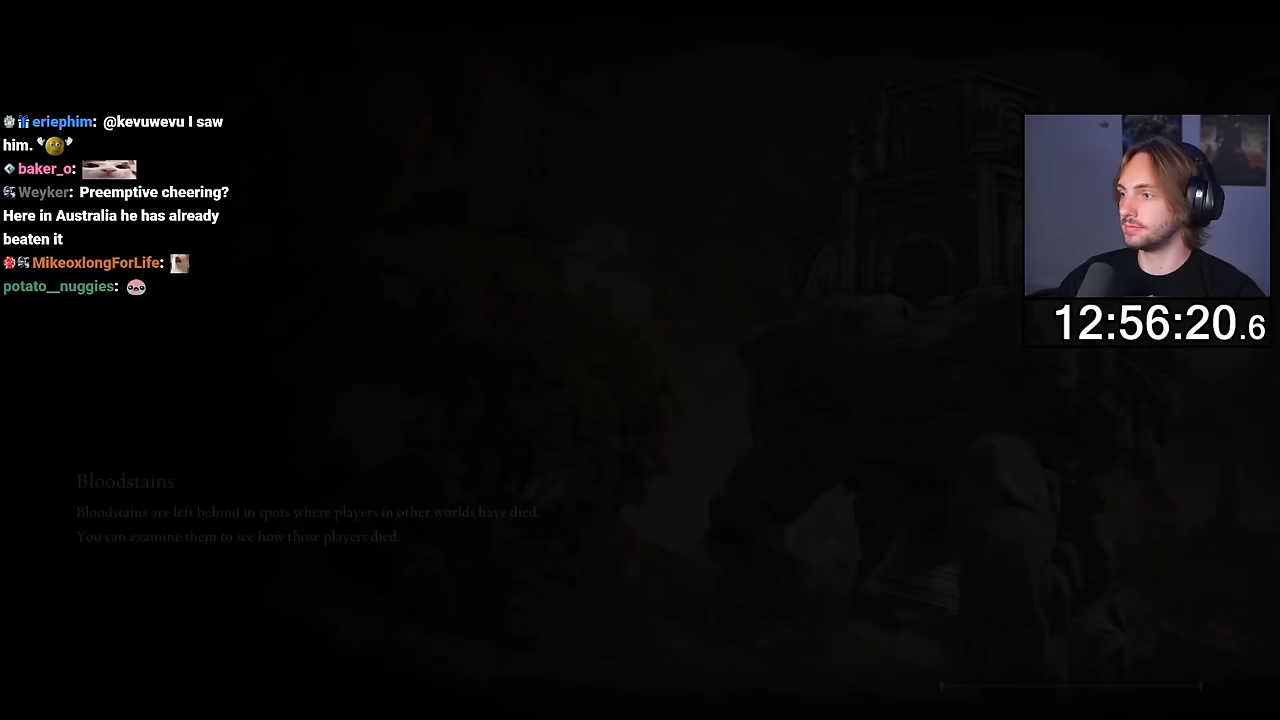 eriephim: @kevuwevu I saw
him.
baker_o:
Weyker: Preemptive cheering?
Here in Australia he has already
beaten it
MikeoxlongForLife:
potato__nuggies:
12:56:20.6
Bloodstains
Bloodstains are left behind in spots where players in other worlds have died.
You can examine them to see how those players died.